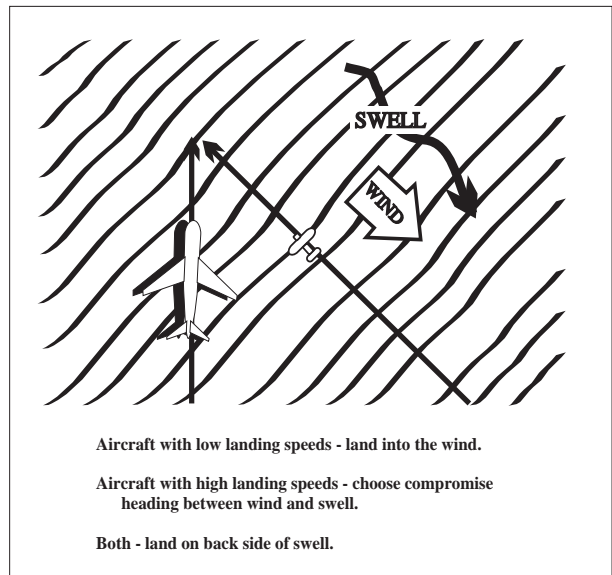 SWELL
WIND
Aircraft with low landing speeds - land into the wind.
Aircraft with high landing speeds - choose compromise
heading between wind and swell.
Both - land on back side of swell.